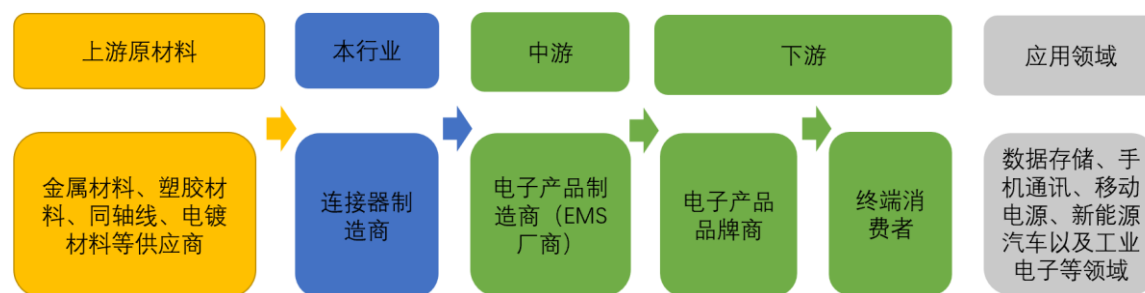 上游原材料
本行业
中游
下游
应用领域
金属材料、塑胶材
料、同轴线、电镀
材料等供应商
连接器制
造商
电子产品制
造商（EMS
厂商）
电子产品
品牌商
终端消
费者
数据存储、手
机通讯、移动
电源、新能源
汽车以及工业
电子等领域